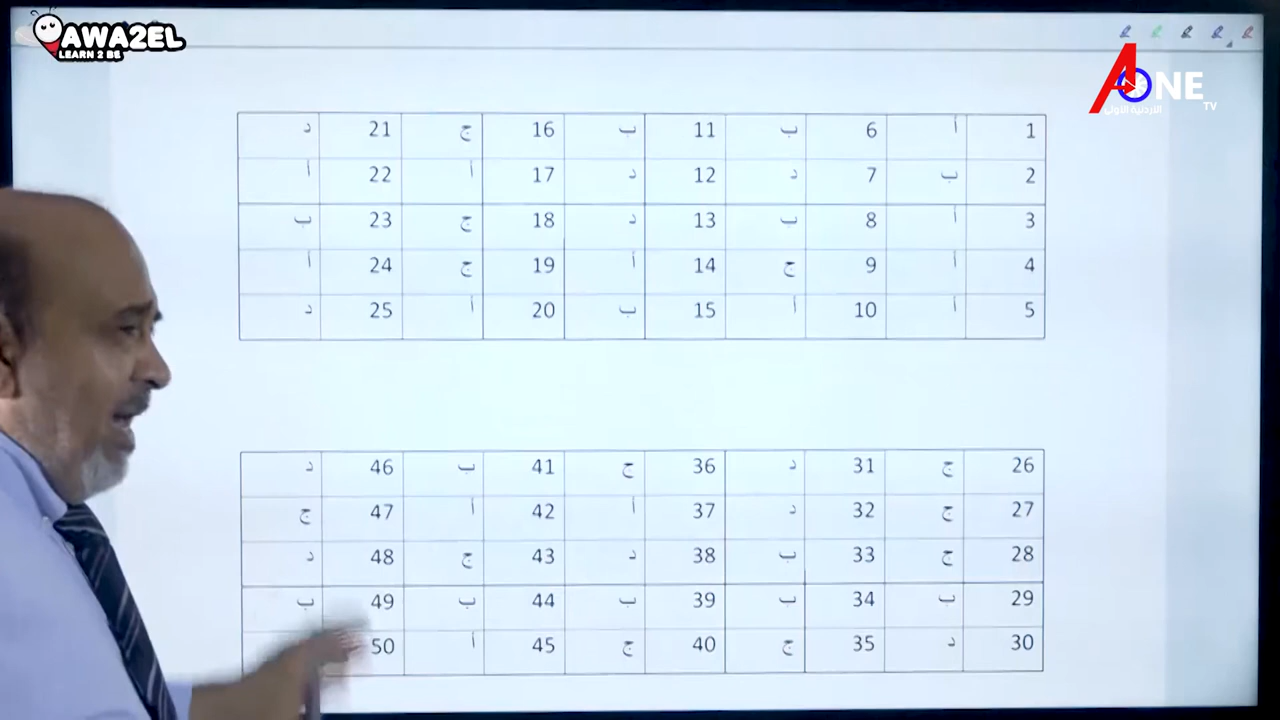 AWA2EL
LEARN 2 BE
A ONE TV
الأردنية الأولى
1 أ 6 ب 11 ب 16 ج 21 د
2 ب 7 د 12 د 17 أ 22 أ
3 أ 8 ب 13 د 18 ج 23 ب
4 أ 9 ج 14 أ 19 ج 24 أ
5 أ 10 أ 15 ب 20 أ 25 د
26 ج 31 د 36 ج 41 ب 46 د
27 ج 32 د 37 أ 42 أ 47 ج
28 ج 33 ب 38 د 43 ج 48 د
29 ب 34 ب 39 ب 44 ب 49 ب
30 د 35 ج 40 ج 45 أ 50